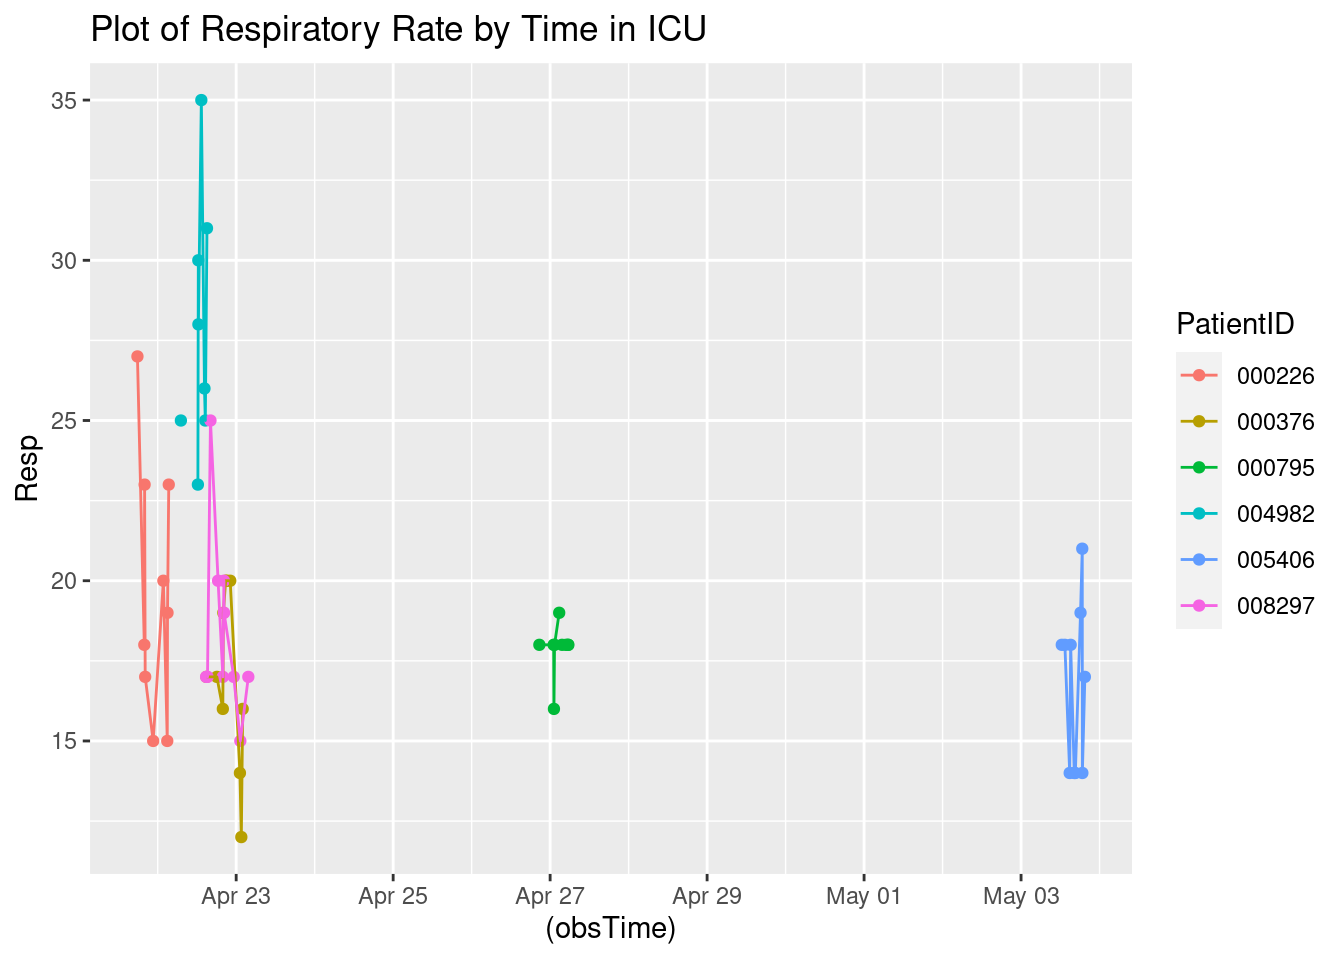 Plot of Respiratory Rate by Time in ICU
35
30
25
20
15
Resp
Apr 23
Apr 25
Apr 27
Apr 29
May 01
May 03
(obsTime)
PatientID
000226
000376
000795
004982
005406
008297